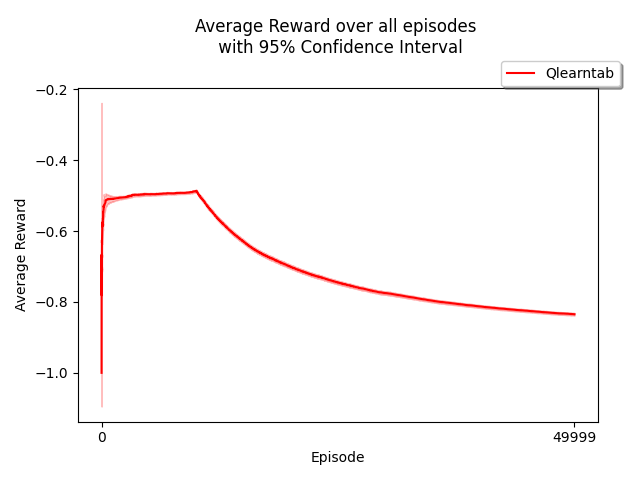 Average Reward over all episodes
with 95% Confidence Interval
Qlearntab
−0.2
−0.4
−0.6
−0.8
−1.0
Average Reward
0
49999
Episode